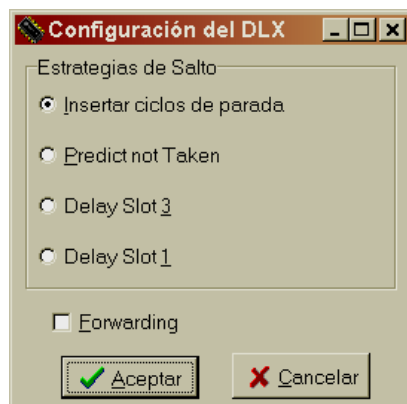 Configuración del DLX
Estrategias de Salto
Insertar ciclos de parada
Predict not Taken
Delay Slot 3
Delay Slot 1
Forwarding
Aceptar
Cancelar